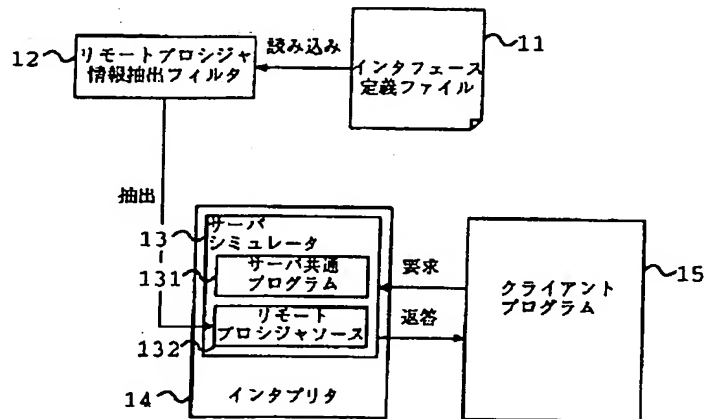 12
リモートプロシジャ
情報抽出フィルタ
読み込み
11
インタフェース
定義ファイル
抽出
13
サーバ
シミュレータ
131
サーバ共通
プログラム
132
リモート
プロシジャソース
14
インタプリタ
要求
返答
クライアント
プログラム
15